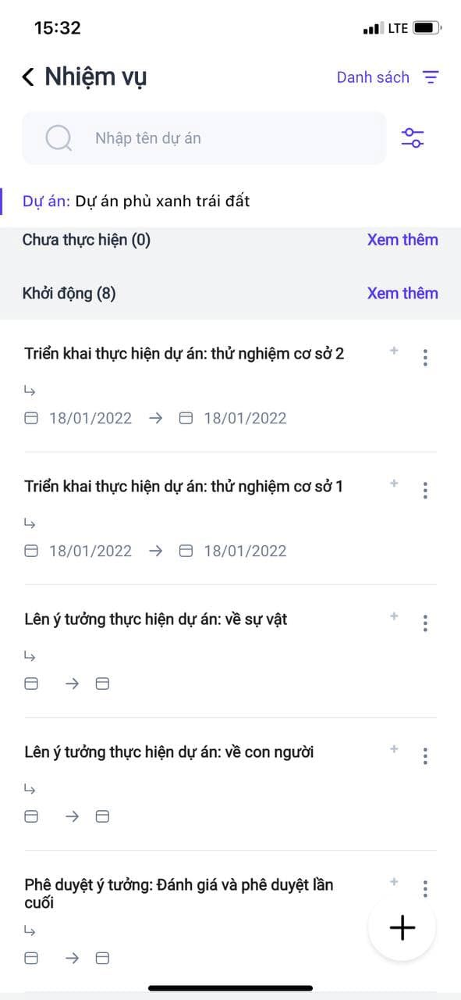 15:32
LTE
Nhiệm vụ
Danh sách
Nhập tên dự án
Dự án: Dự án phủ xanh trái đất
Chưa thực hiện (0)
Xem thêm
Khởi động (8)
Xem thêm
Triển khai thực hiện dự án: thử nghiệm cơ sở 2
18/01/2022 → 18/01/2022
Triển khai thực hiện dự án: thử nghiệm cơ sở 1
18/01/2022 → 18/01/2022
Lên ý tưởng thực hiện dự án: về sự vật
Lên ý tưởng thực hiện dự án: về con người
Phê duyệt ý tưởng: Đánh giá và phê duyệt lần
cuối